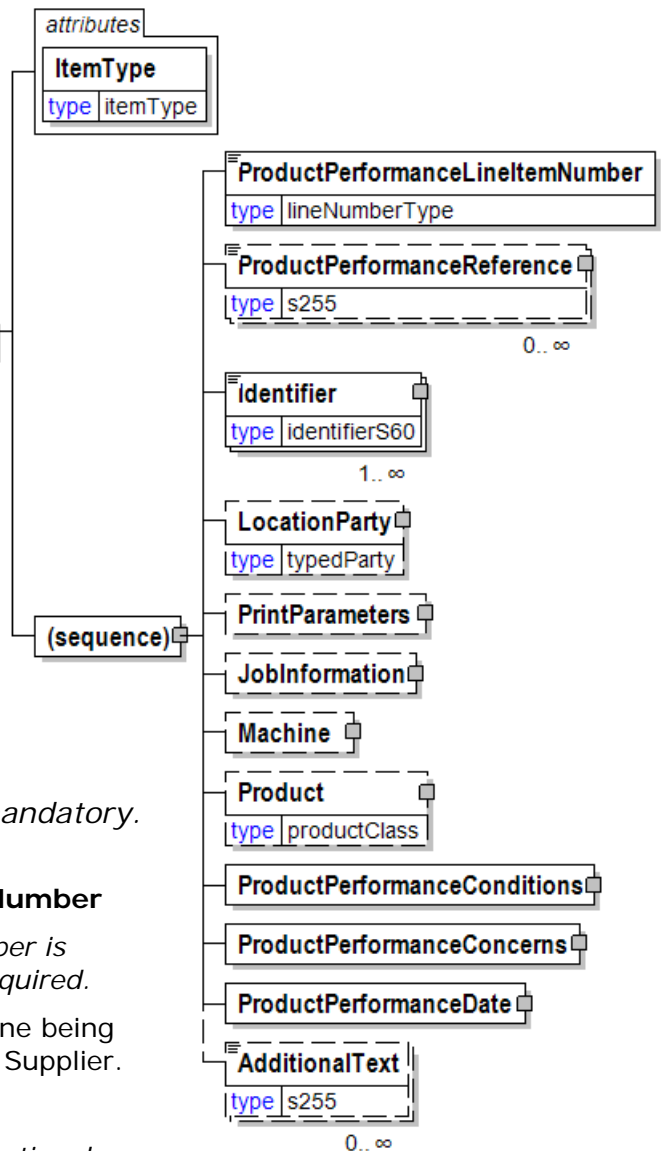 attributes
ItemType
type itemType
ProductPerformanceLineItemNumber
type lineNumberType
ProductPerformanceReference
type s255
0.. ∞
Identifier
type identifierS60
1.. ∞
LocationParty
type typedParty
(sequence)
PrintParameters
JobInformation
Machine
Product
type productClass
ProductPerformanceConditions
ProductPerformanceConcerns
ProductPerformanceDate
AdditionalText
type s255
0.. ∞
andatory.
Number
per is
quired.
ne being
Supplier.